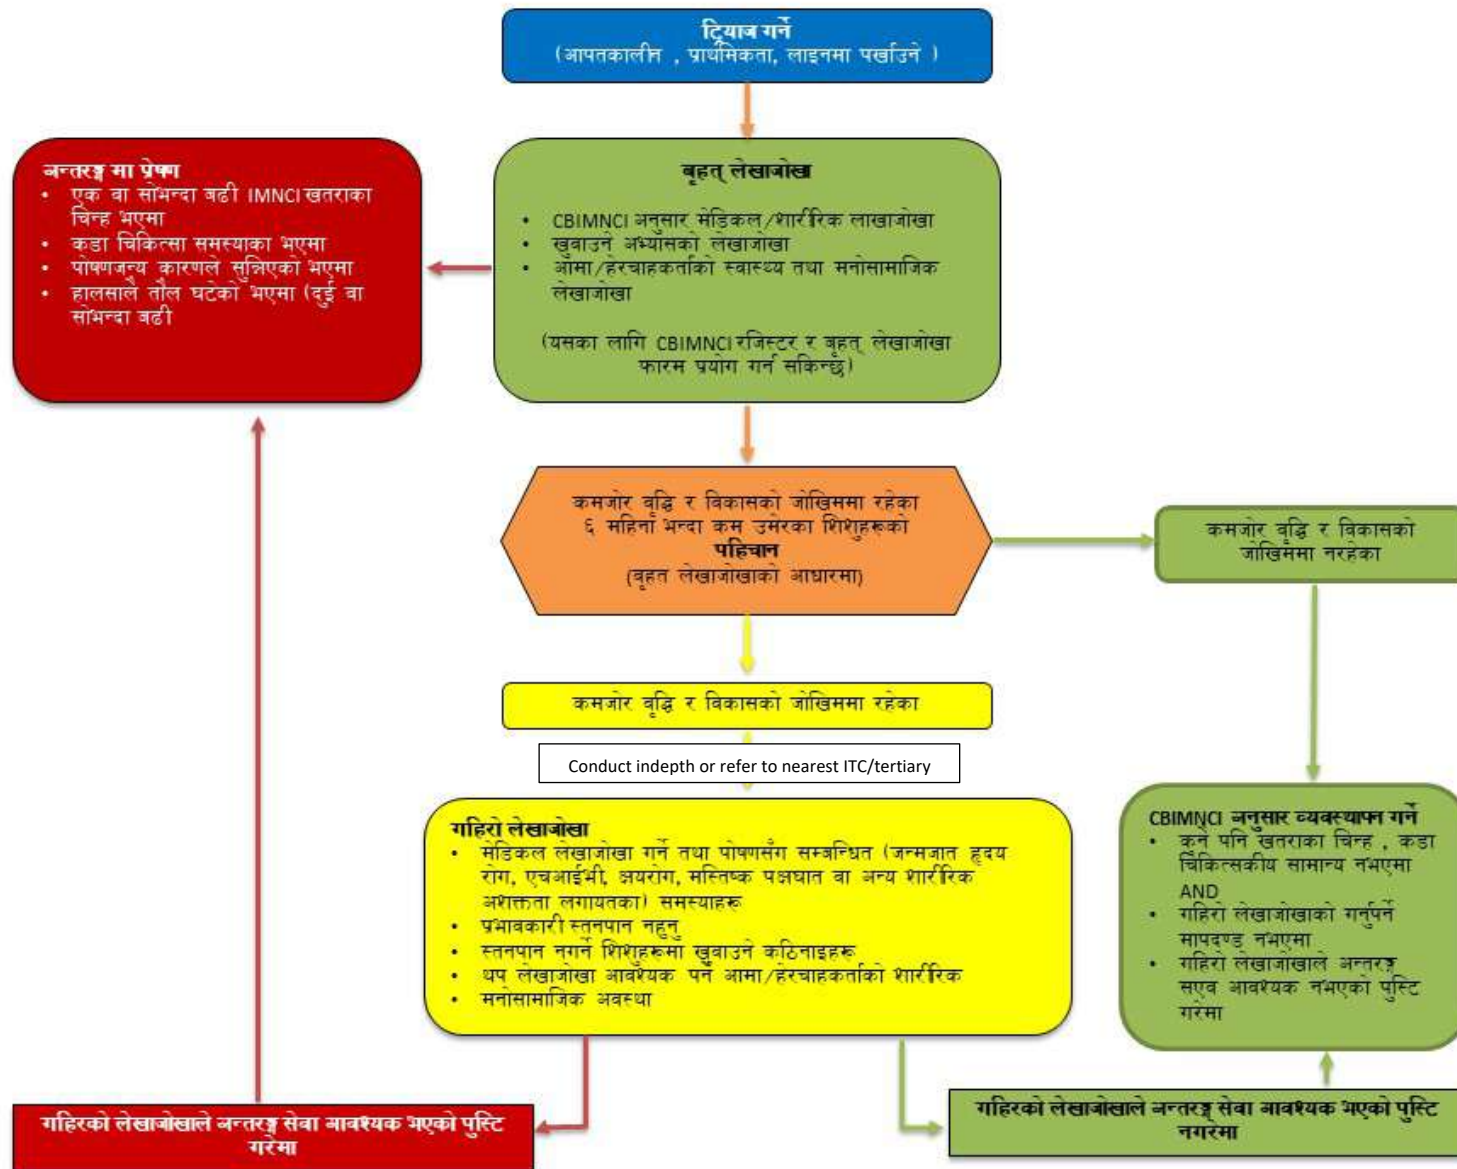 ट्रियाज गर्ने
(आपतकालीन , प्राथमिकता, लाइनमा पर्खाउने )
अन्तरङ्ग मा प्रेषण
• एक वा सोभन्दा बढी IMNCI खतराका
चिन्ह भएमा
• कडा चिकित्सा समस्याका भएमा
• पोषणजन्य कारणले सुन्निएको भएमा
• हालसालै तौल घटेको भएमा (दुई वा
सोभन्दा बढी
बृहत् लेखाजोखा
• CBIMNCI अनुसार मेडिकल/शारीरिक लाखाजोखा
• खुवाउने अभ्यासको लेखाजोखा
• आमा/हेरचाहकर्ताको स्वास्थ्य तथा मनोसामाजिक
लेखाजोखा
(यसका लागि CBIMNCI रजिस्टर र बृहत् लेखाजोखा
फारम प्रयोग गर्न सकिन्छ)
कमजोर वृद्धि र विकासको जोखिममा रहेका
६ महिना भन्दा कम उमेरका शिशुहरूको
पहिचान
(बृहत लेखाजोखाको आधारमा)
कमजोर वृद्धि र विकासको
जोखिममा नरहेका
कमजोर वृद्धि र विकासको जोखिममा रहेका
Conduct indepth or refer to nearest ITC/tertiary
गहिरो लेखाजोखा
• मेडिकल लेखाजोखा गर्ने तथा पोषणसँग सम्बन्धित (जन्मजात हृदय
रोग, एचआईभी, क्षयरोग, मस्तिष्क पक्षघात वा अन्य शारीरिक
अशक्तता लगायतका) समस्याहरू
• प्रभावकारी स्तनपान नहुनु
• स्तनपान नगर्ने शिशुहरूमा खुवाउने कठिनाइहरू
• थप लेखाजोखा आवश्यक पर्ने आमा/हेरचाहकर्ताको शारीरिक
• मनोसामाजिक अवस्था
CBIMNCI अनुसार व्यवस्थापन गर्ने
• कुनै पनि खतराका चिन्ह , कडा
चिकित्सकीय सामान्य नभएमा
AND
• गहिरो लेखाजोखाको गर्नुपर्ने
मापदण्ड नभएमा
• गहिरो लेखाजोखाले अन्तरङ्ग
सएव आवश्यक नभएको पुस्टि
गरेमा
गहिरको लेखाजोखाले अन्तरङ्ग सेवा आवश्यक भएको पुस्टि
गरेमा
गहिरको लेखाजोखाले अन्तरङ्ग सेवा आवश्यक भएको पुस्टि
नगरेमा